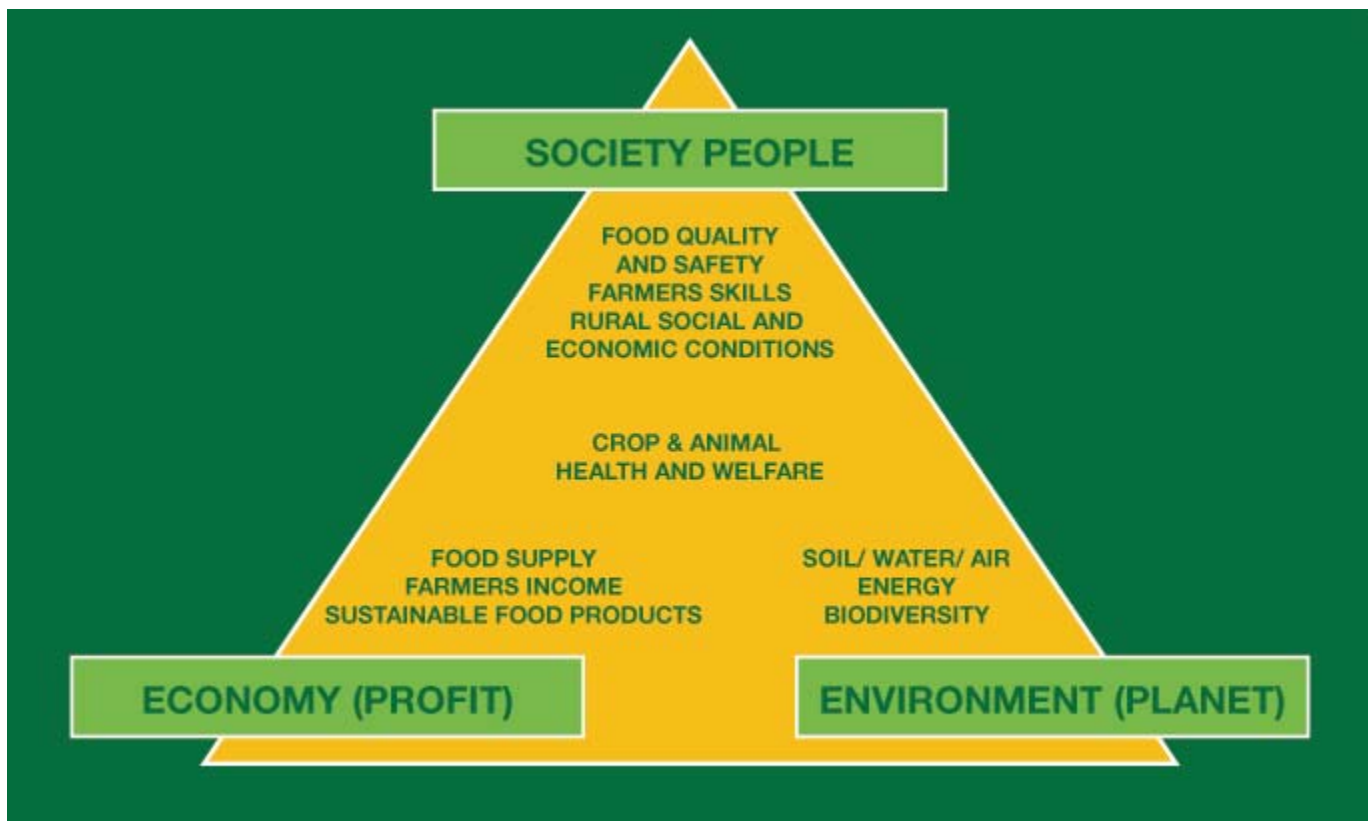 SOCIETY PEOPLE
FOOD QUALITY
AND SAFETY
FARMERS SKILLS
RURAL SOCIAL AND
ECONOMIC CONDITIONS
CROP & ANIMAL
HEALTH AND WELFARE
FOOD SUPPLY
FARMERS INCOME
SUSTAINABLE FOOD PRODUCTS
SOIL/ WATER/ AIR
ENERGY
BIODIVERSITY
ECONOMY (PROFIT)
ENVIRONMENT (PLANET)